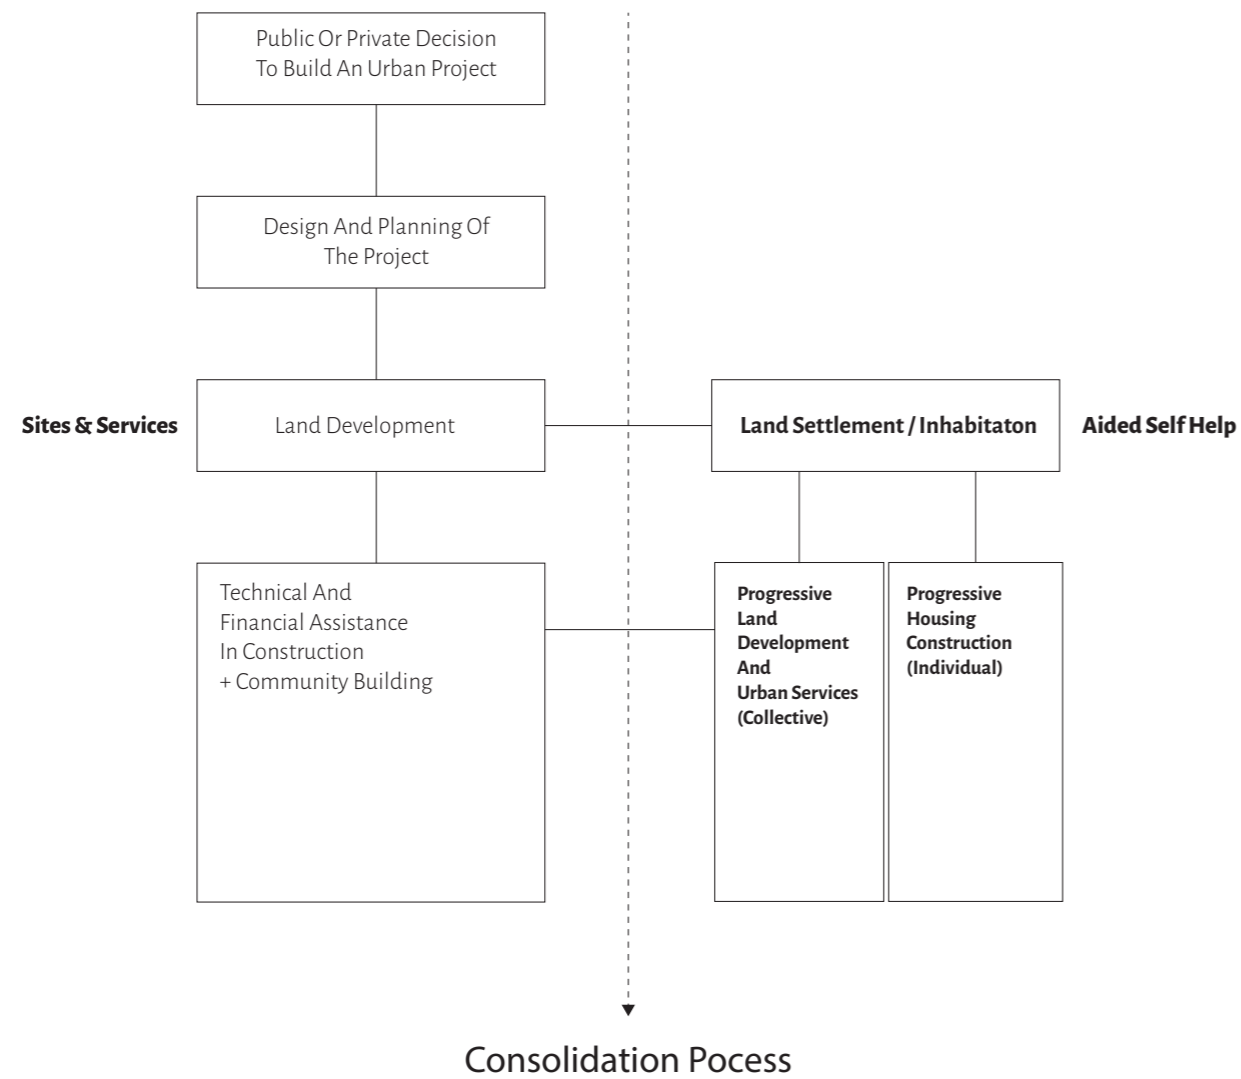 Public Or Private Decision
To Build An Urban Project
Design And Planning Of
The Project
Sites & Services
Land Development
Land Settlement / Inhabitaton
Aided Self Help
Technical And
Financial Assistance
In Construction
+ Community Building
Progressive
Land
Development
And
Urban Services
(Collective)
Progressive
Housing
Construction
(Individual)
Consolidation Pocess